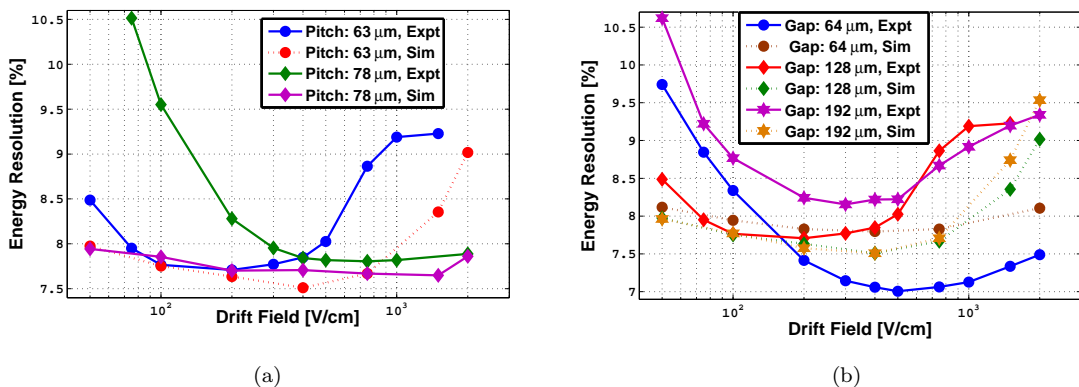 10.5
10
9.5
9
8.5
8
7.5
Energy Resolution [%]
Pitch: 63 μm, Expt
Pitch: 63 μm, Sim
Pitch: 78 μm, Expt
Pitch: 78 μm, Sim
10²
10³
Drift Field [V/cm]
(a)
10.5
10
9.5
9
8.5
8
7.5
7
Energy Resolution [%]
Gap: 64 μm, Expt
Gap: 64 μm, Sim
Gap: 128 μm, Expt
Gap: 128 μm, Sim
Gap: 192 μm, Expt
Gap: 192 μm, Sim
10²
10³
Drift Field [V/cm]
(b)